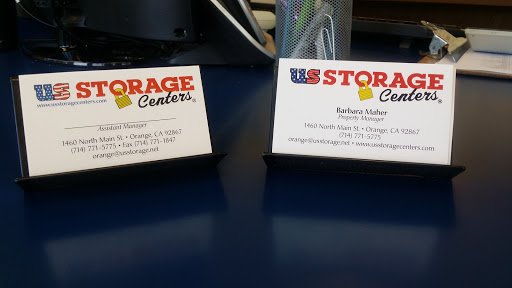 US STORAGE
Centers®
www.usstoragecenters.com
Assistant Manager
1460 North Main St. • Orange, CA 92867
(714) 771-5775 • Fax (714) 771-1847
orange@usstorage.net
US STORAGE
Centers®
Barbara Maher
Property Manager
1460 North Main St. • Orange, CA 92867
(714) 771-5775
orange@usstorage.net • www.usstoragecenters.com